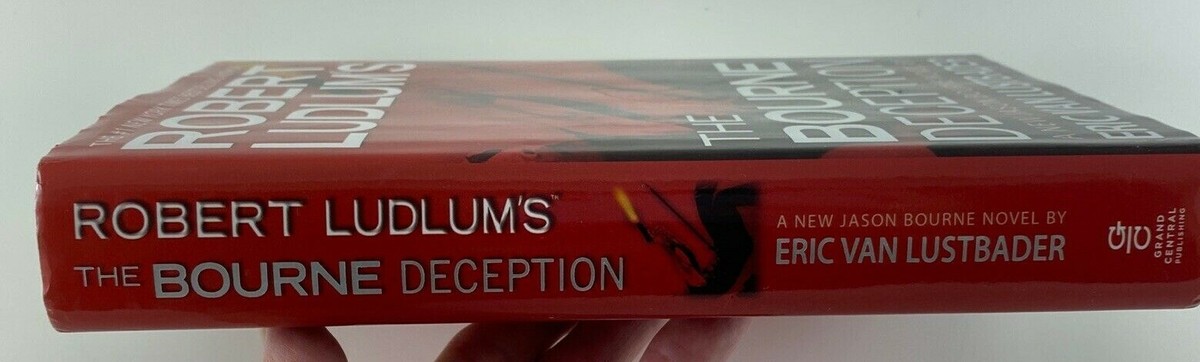 ROBERT
LUDLUM'S
THE
BOURNE
DECEPTION
ROBERT LUDLUM'S™
THE BOURNE DECEPTION
A NEW JASON BOURNE NOVEL BY
ERIC VAN LUSTBADER
GRAND
CENTRAL
PUBLISHING